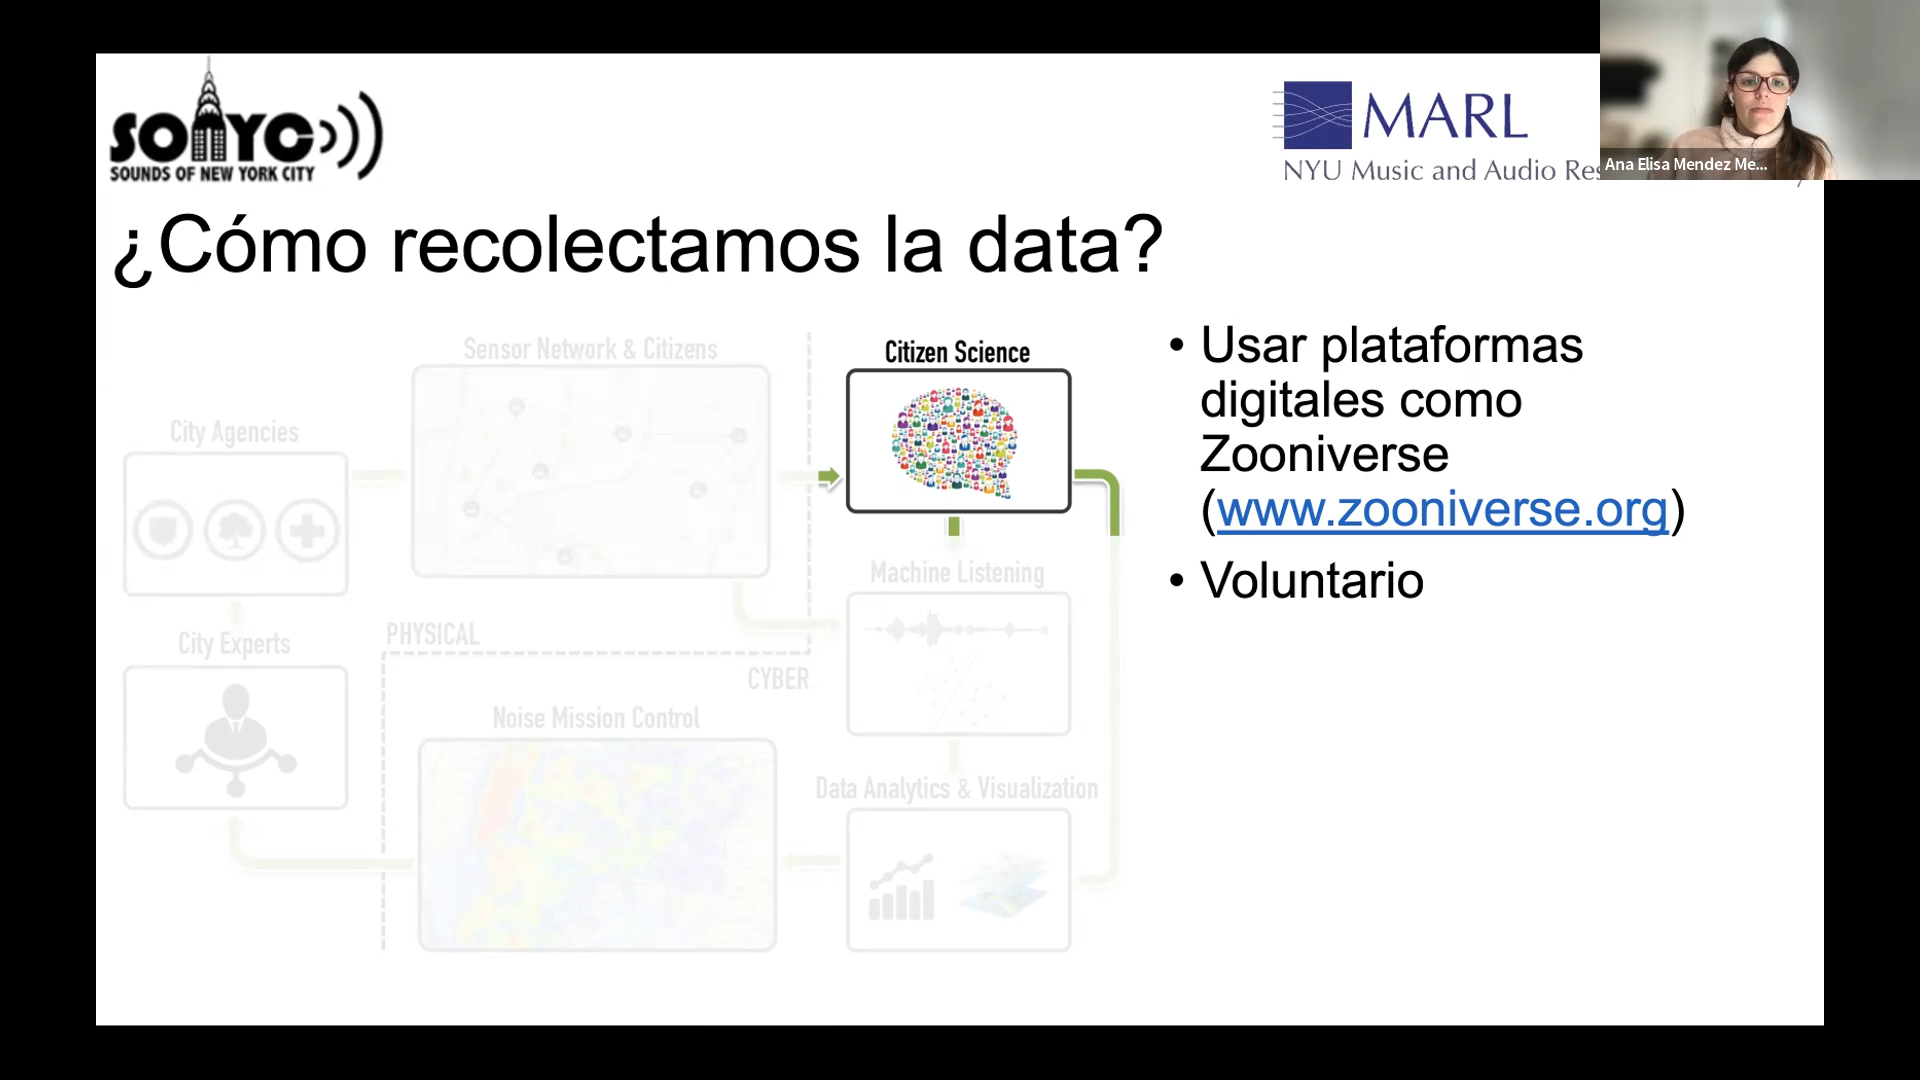 SONYC
SOUNDS OF NEW YORK CITY
MARL
NYU Music and Audio
Ana Elisa Mendez Me...
¿Cómo recolectamos la data?
Sensor Network & Citizens
Citizen Science
City Agencies
City Experts
PHYSICAL
CYBER
Machine Listening
Noise Mission Control
Data Analytics & Visualization
• Usar plataformas
digitales como
Zooniverse
(www.zooniverse.org)
• Voluntario